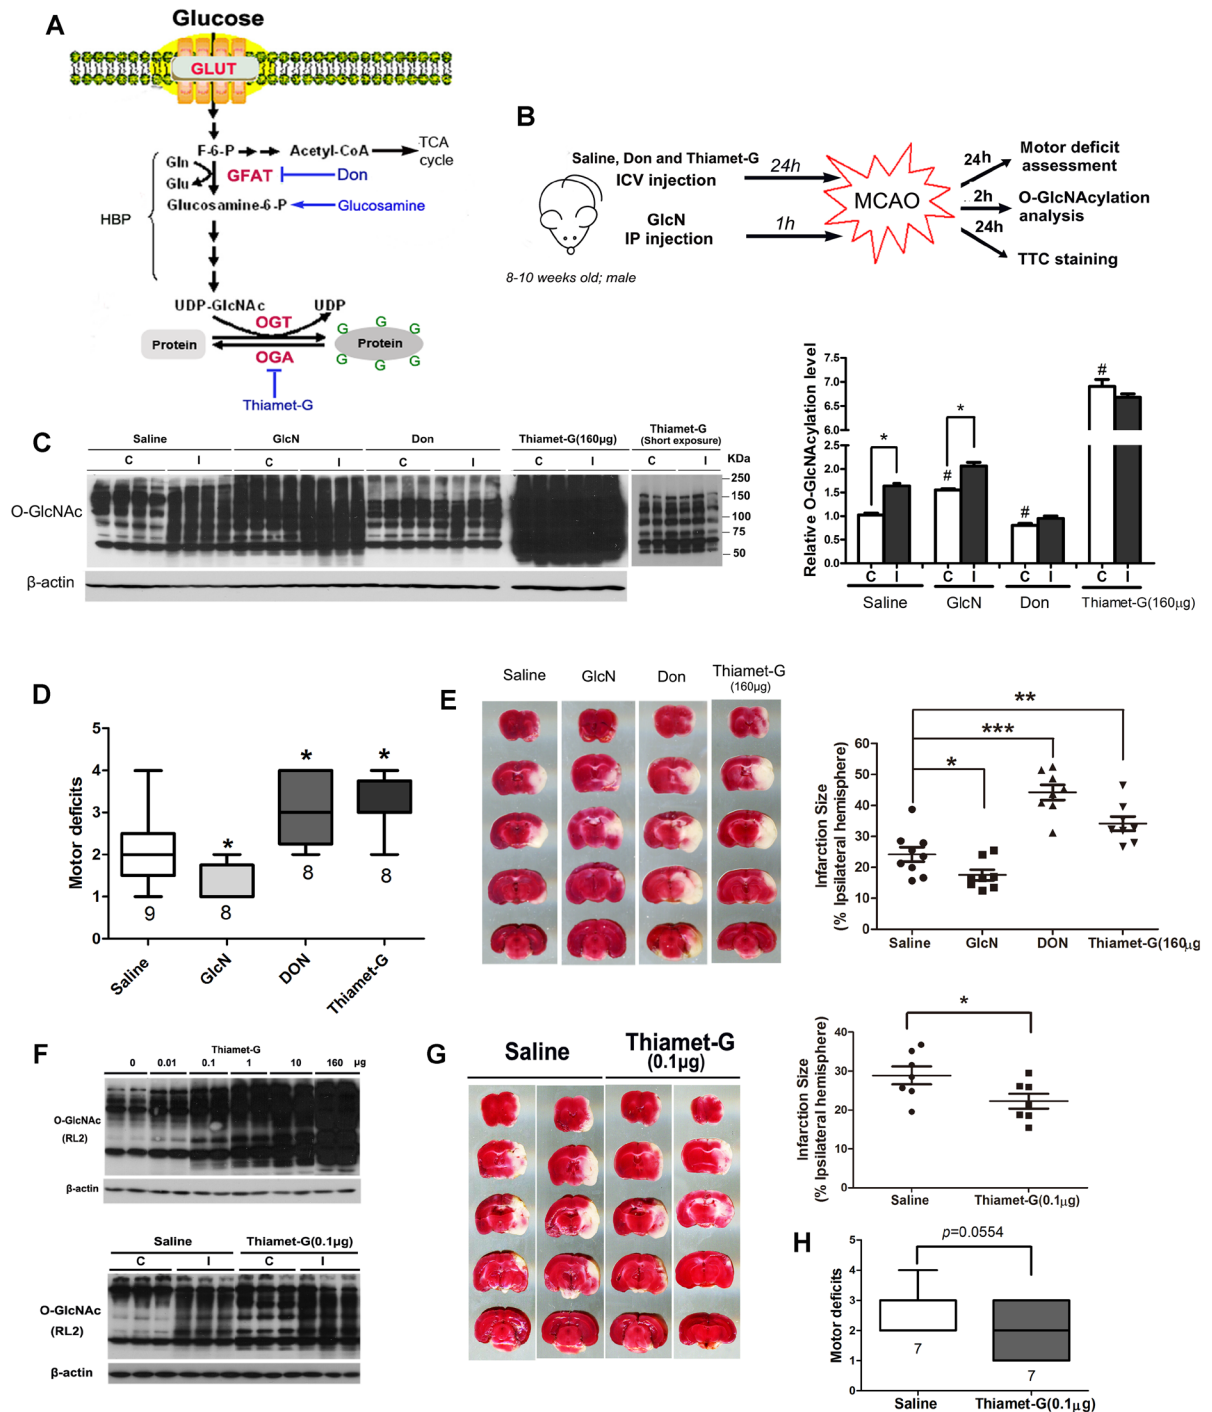 A
Glucose
GLUT
F-6-P
Acetyl-CoA
TCA
cycle
Gln
Glu
GFAT
Don
Glucosamine-6-P
Glucosamine
HBP
UDP-GlcNAc
UDP
OGT
Protein
OGA
G
G
G
Protein
G
G
G
Thiamet-G
B
Saline, Don and Thiamet-G
ICV injection
24h
GlcN
IP injection
1h
MCAO
24h
Motor deficit
assessment
2h
O-GlcNAcylation
analysis
24h
TTC staining
8-10 weeks old; male
C
Saline
GlcN
Don
Thiamet-G(160µg)
Thiamet-G
(Short exposure)
C I C I C I C I C I
KDa
250
150
100
75
50
O-GlcNAc
β-actin
Relative O-GlcNAcylation level
7.5
7.0
6.5
6.0
2.5
2.0
1.5
1.0
0.5
0.0
* # * # #
C I C I C I C I
Saline
GlcN
Don
Thiamet-G(160µg)
D
Motor deficits
5
4
3
2
1
0
* * *
9 8 8 8
Saline
GlcN
DON
Thiamet-G
E
Saline
GlcN
Don
Thiamet-G
(160µg)
Infarction Size
(% Ipsilateral hemisphere)
60
50
40
30
20
10
0
**
***
*
Saline
GlcN
DON
Thiamet-G(160µg
F
Thiamet-G
0 0.01 0.1 1 10 160 µg
O-GlcNAc
(RL2)
β-actin
Saline
Thiamet-G(0.1µg)
C I C I
O-GlcNAc
(RL2)
β-actin
G
Saline
Thiamet-G
(0.1µg)
Infarction Size
(% Ipsilateral hemisphere)
40
30
20
10
0
*
Saline
Thiamet-G(0.1µg)
H
Motor deficits
5
4
3
2
1
0
p=0.0554
7
7
Saline
Thiamet-G(0.1µg)